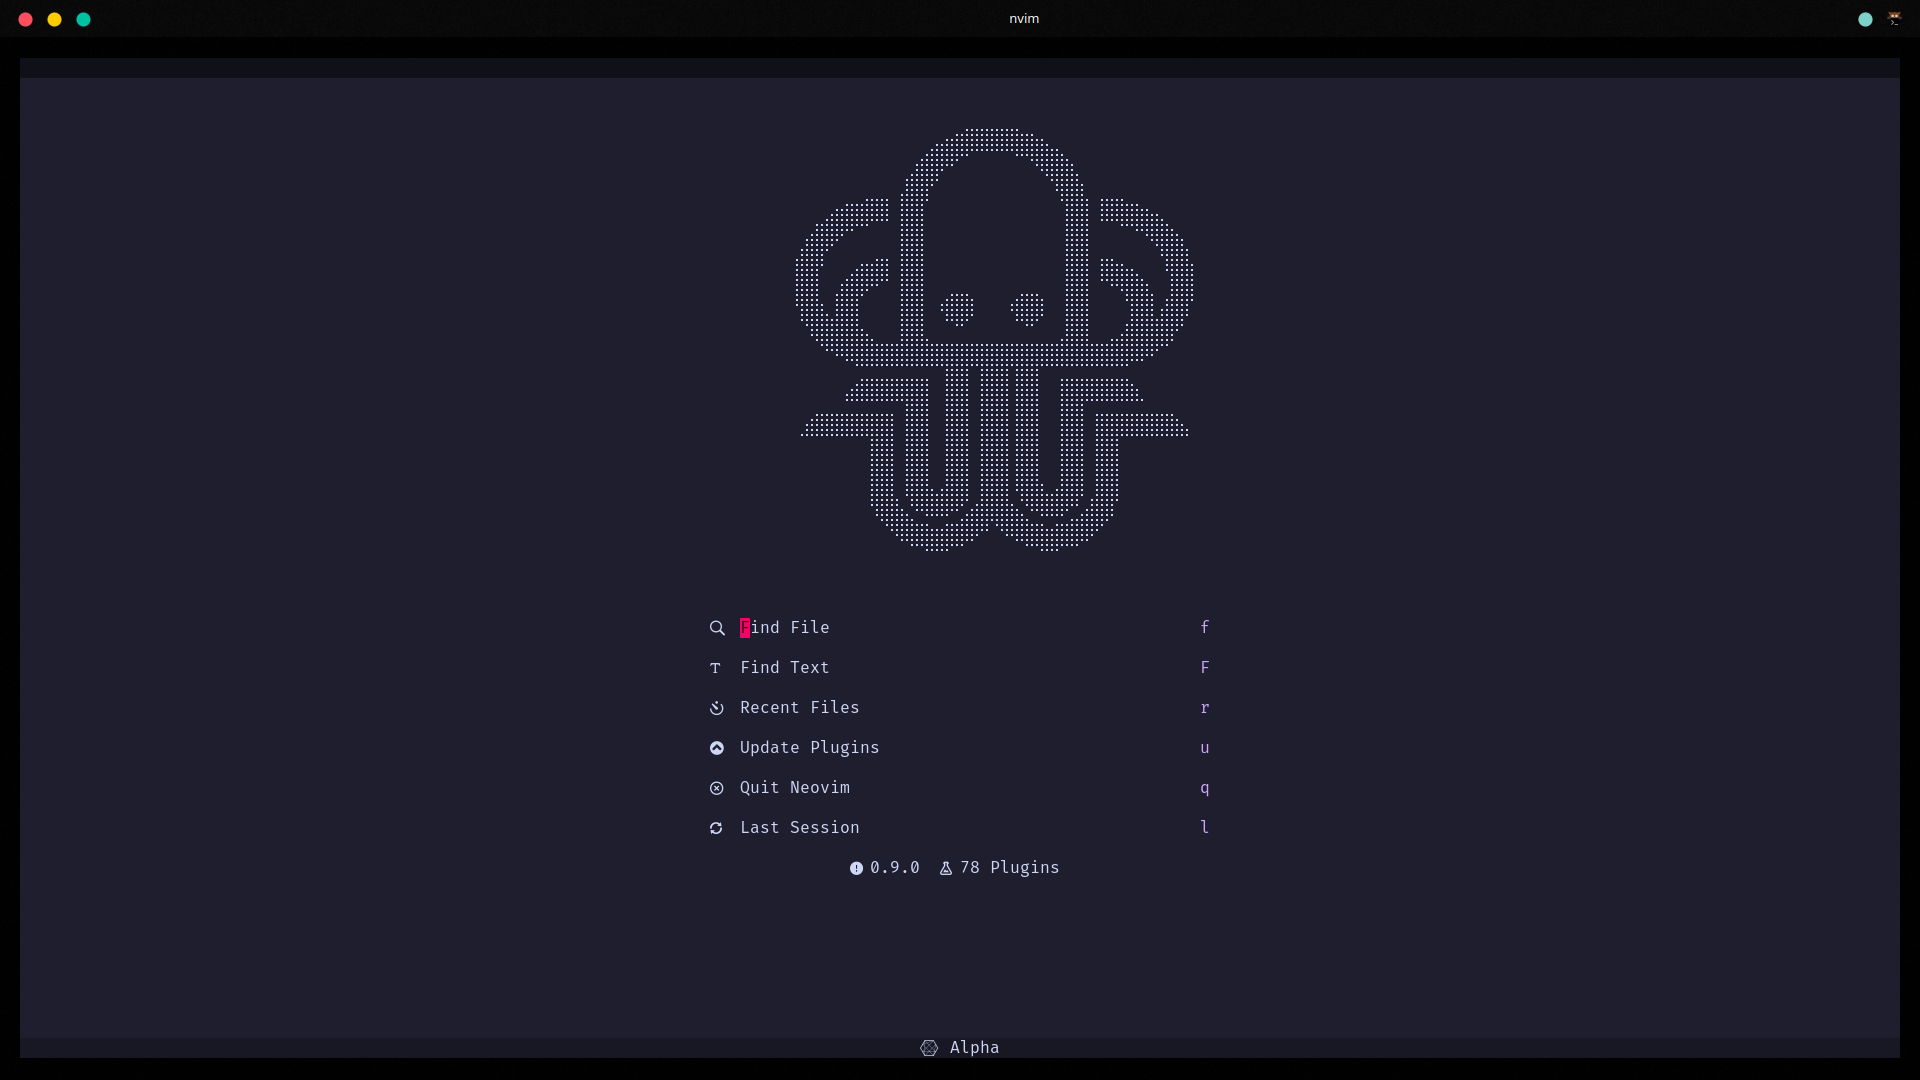 nvim
Find File f
Find Text F
Recent Files r
Update Plugins u
Quit Neovim q
Last Session l
0.9.0 78 Plugins
Alpha